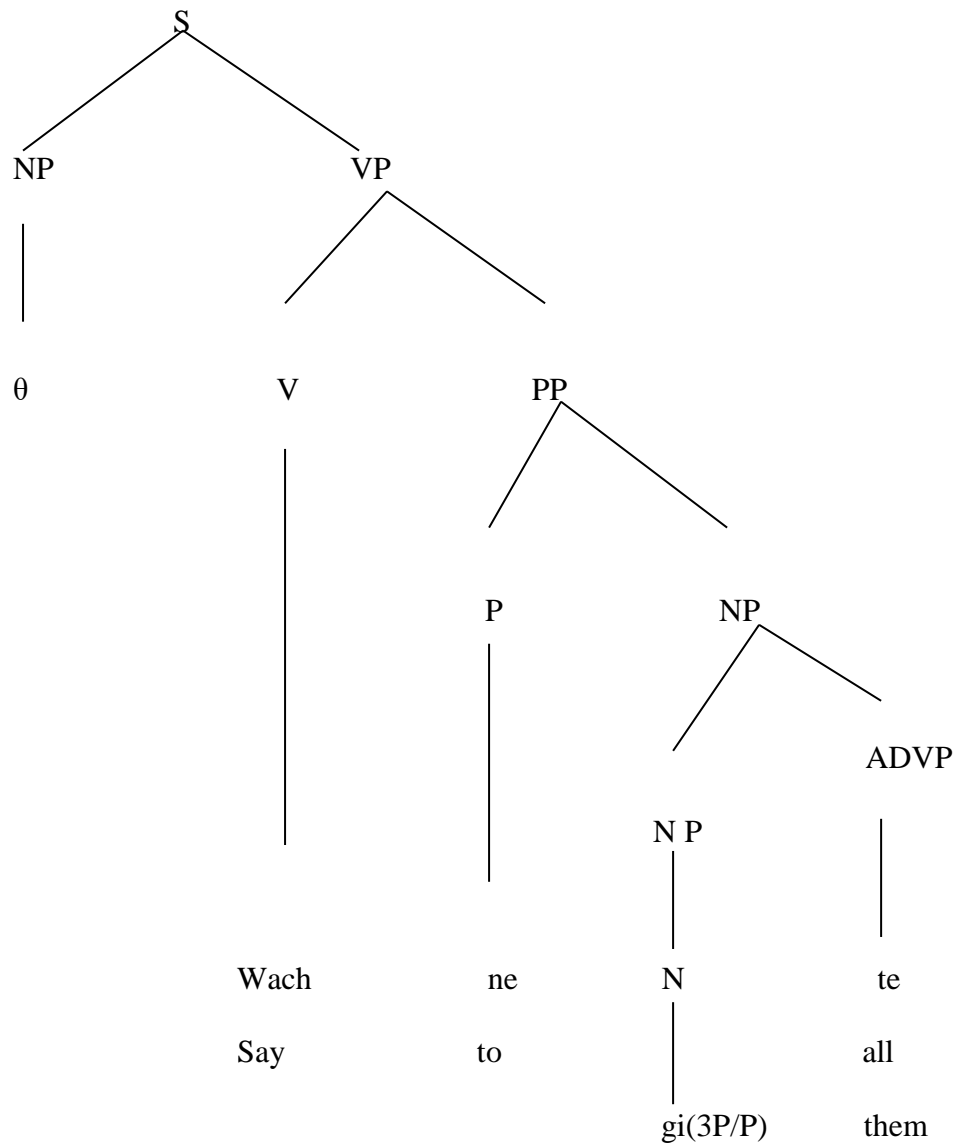 S
NP VP
θ V PP
P NP
ADVP
N P
Wach ne N te
Say to all
gi(3P/P) them